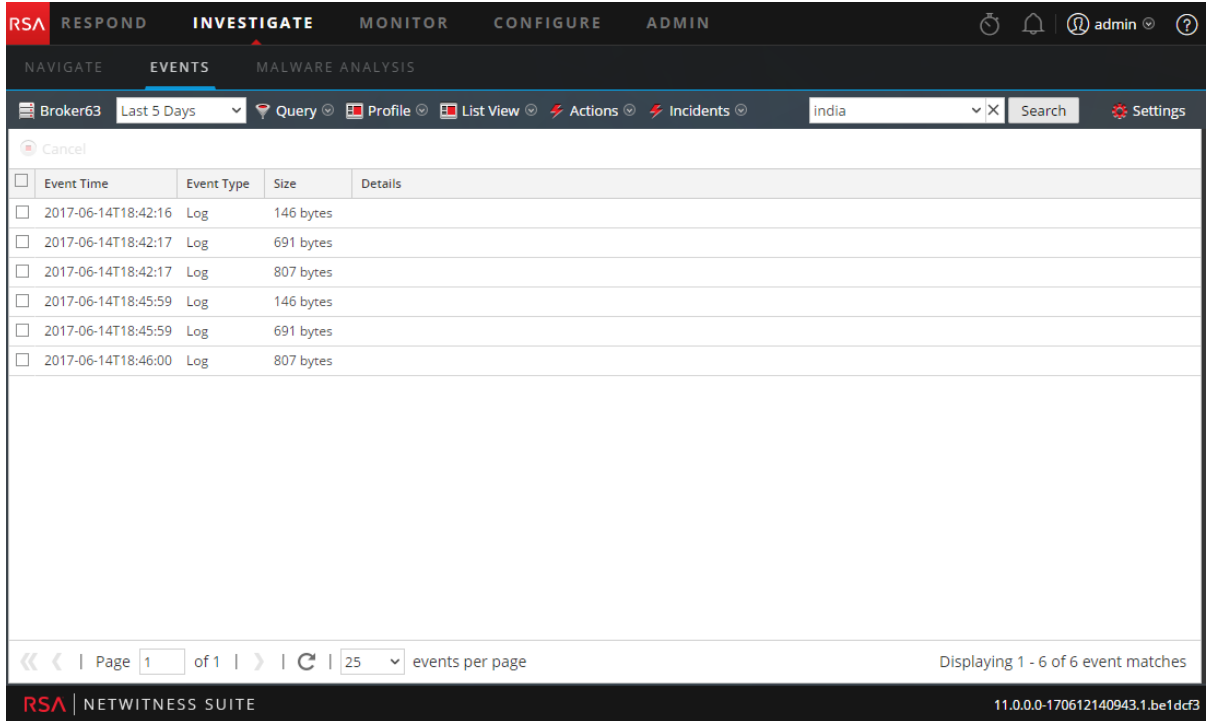 RSA RESPOND INVESTIGATE MONITOR CONFIGURE ADMIN admin ?
NAVIGATE EVENTS MALWARE ANALYSIS
Broker63 Last 5 Days Query Profile List View Actions Incidents india Search Settings
Cancel
Event Time Event Type Size Details
2017-06-14T18:42:16 Log 146 bytes
2017-06-14T18:42:17 Log 691 bytes
2017-06-14T18:42:17 Log 807 bytes
2017-06-14T18:45:59 Log 146 bytes
2017-06-14T18:45:59 Log 691 bytes
2017-06-14T18:46:00 Log 807 bytes
Page 1 of 1 | | 25 events per page Displaying 1 - 6 of 6 event matches
RSA | NETWITNESS SUITE 11.0.0.0-170612140943.1.be1dcf3